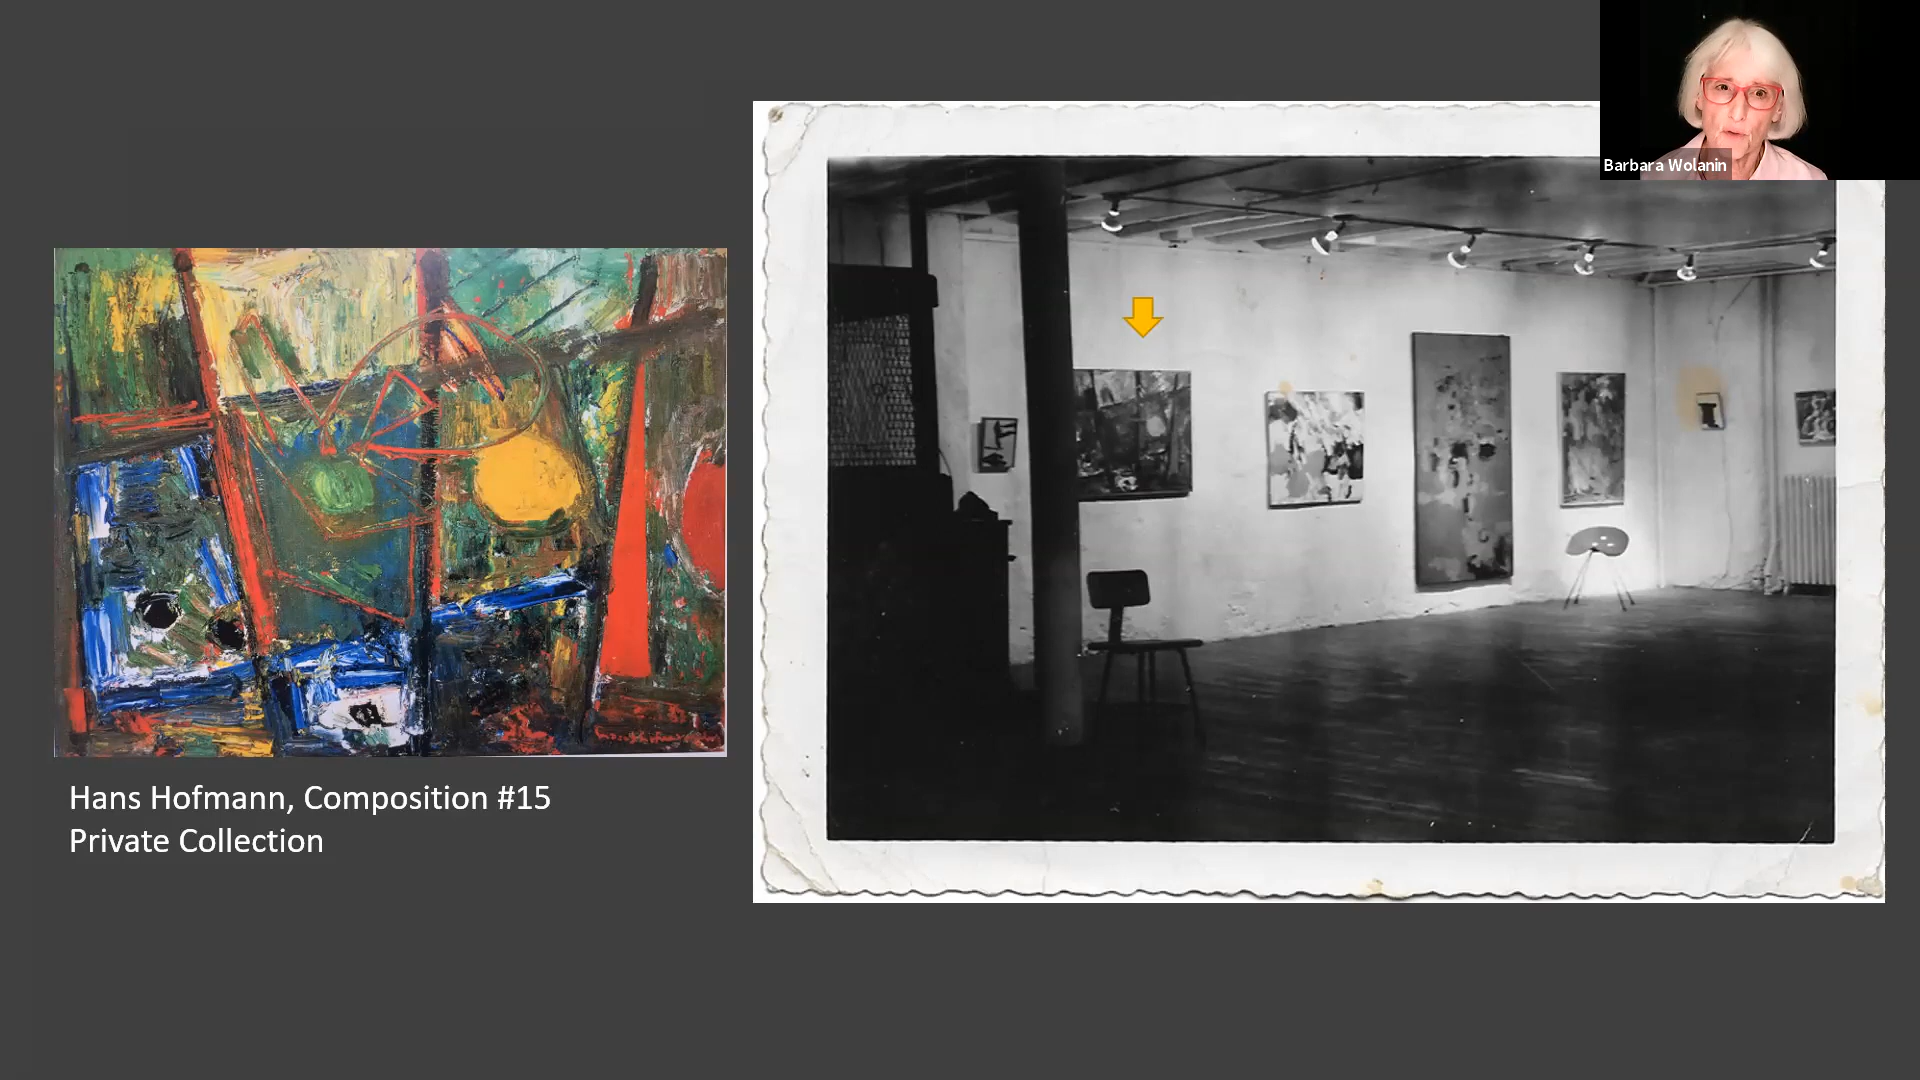 Barbara Wolanin
Hans Hofmann, Composition #15
Private Collection